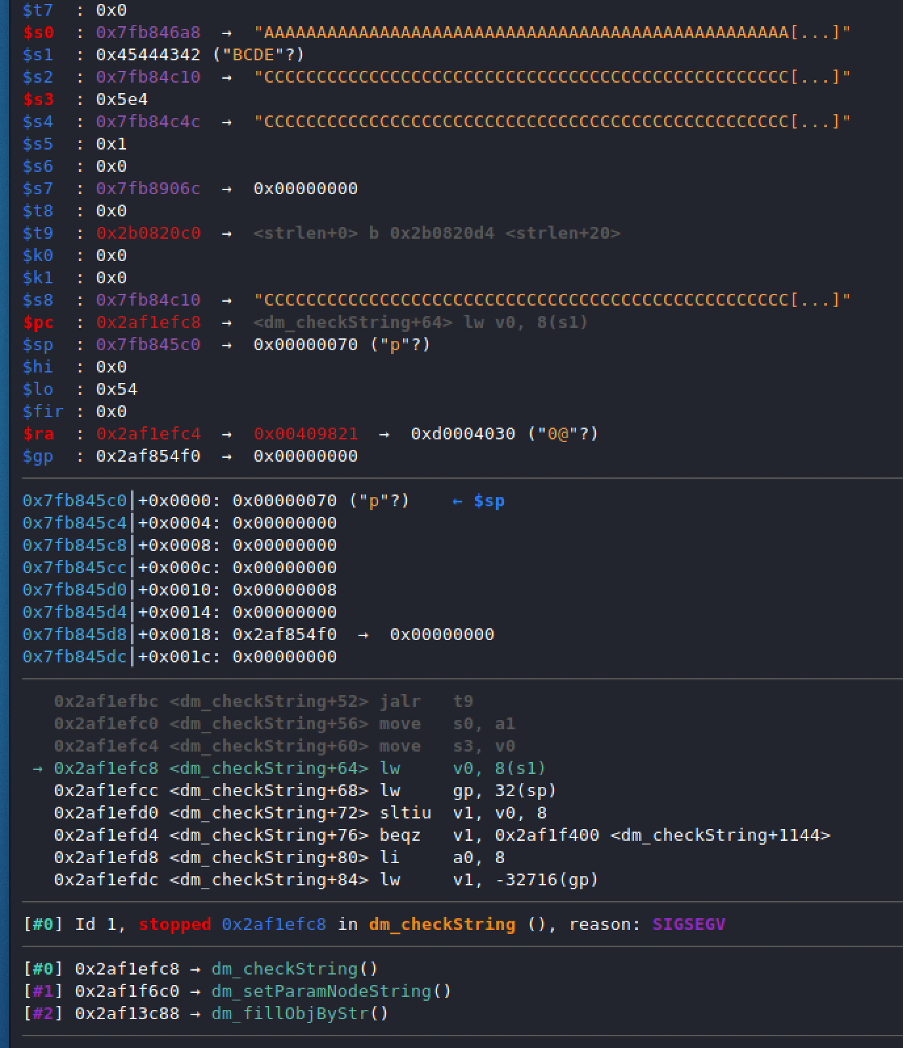 $t7 : 0x0
$s0 : 0x7fb846a8 → "AAAAAAAAAAAAAAAAAAAAAAAAAAAAAAAAAAAAAAAAAAAAAAAAAA[...]"
$s1 : 0x45444342 ("BCDE"?)
$s2 : 0x7fb84c10 → "CCCCCCCCCCCCCCCCCCCCCCCCCCCCCCCCCCCCCCCCCCCCCCCCCC[...]"
$s3 : 0x5e4
$s4 : 0x7fb84c4c → "CCCCCCCCCCCCCCCCCCCCCCCCCCCCCCCCCCCCCCCCCCCCCCCCCC[...]"
$s5 : 0x1
$s6 : 0x0
$s7 : 0x7fb8906c → 0x00000000
$t8 : 0x0
$t9 : 0x2b0820c0 → <strlen+0> b 0x2b0820d4 <strlen+20>
$k0 : 0x0
$k1 : 0x0
$s8 : 0x7fb84c10 → "CCCCCCCCCCCCCCCCCCCCCCCCCCCCCCCCCCCCCCCCCCCCCCCCCC[...]"
$pc : 0x2af1efc8 → <dm_checkString+64> lw v0, 8(s1)
$sp : 0x7fb845c0 → 0x00000070 ("p"?)
$hi : 0x0
$lo : 0x54
$fir : 0x0
$ra : 0x2af1efc4 → 0x00409821 → 0xd0004030 ("0@"?)
$gp : 0x2af854f0 → 0x00000000
0x7fb845c0│+0x0000: 0x00000070 ("p"?) ← $sp
0x7fb845c4│+0x0004: 0x00000000
0x7fb845c8│+0x0008: 0x00000000
0x7fb845cc│+0x000c: 0x00000000
0x7fb845d0│+0x0010: 0x00000008
0x7fb845d4│+0x0014: 0x00000000
0x7fb845d8│+0x0018: 0x2af854f0 → 0x00000000
0x7fb845dc│+0x001c: 0x00000000
0x2af1efbc <dm_checkString+52> jalr t9
0x2af1efc0 <dm_checkString+56> move s0, a1
0x2af1efc4 <dm_checkString+60> move s3, v0
→ 0x2af1efc8 <dm_checkString+64> lw v0, 8(s1)
0x2af1efcc <dm_checkString+68> lw gp, 32(sp)
0x2af1efd0 <dm_checkString+72> sltiu v1, v0, 8
0x2af1efd4 <dm_checkString+76> beqz v1, 0x2af1f400 <dm_checkString+1144>
0x2af1efd8 <dm_checkString+80> li a0, 8
0x2af1efdc <dm_checkString+84> lw v1, -32716(gp)
[#0] Id 1, stopped 0x2af1efc8 in dm_checkString (), reason: SIGSEGV
[#0] 0x2af1efc8 → dm_checkString()
[#1] 0x2af1f6c0 → dm_setParamNodeString()
[#2] 0x2af13c88 → dm_fillObjByStr()